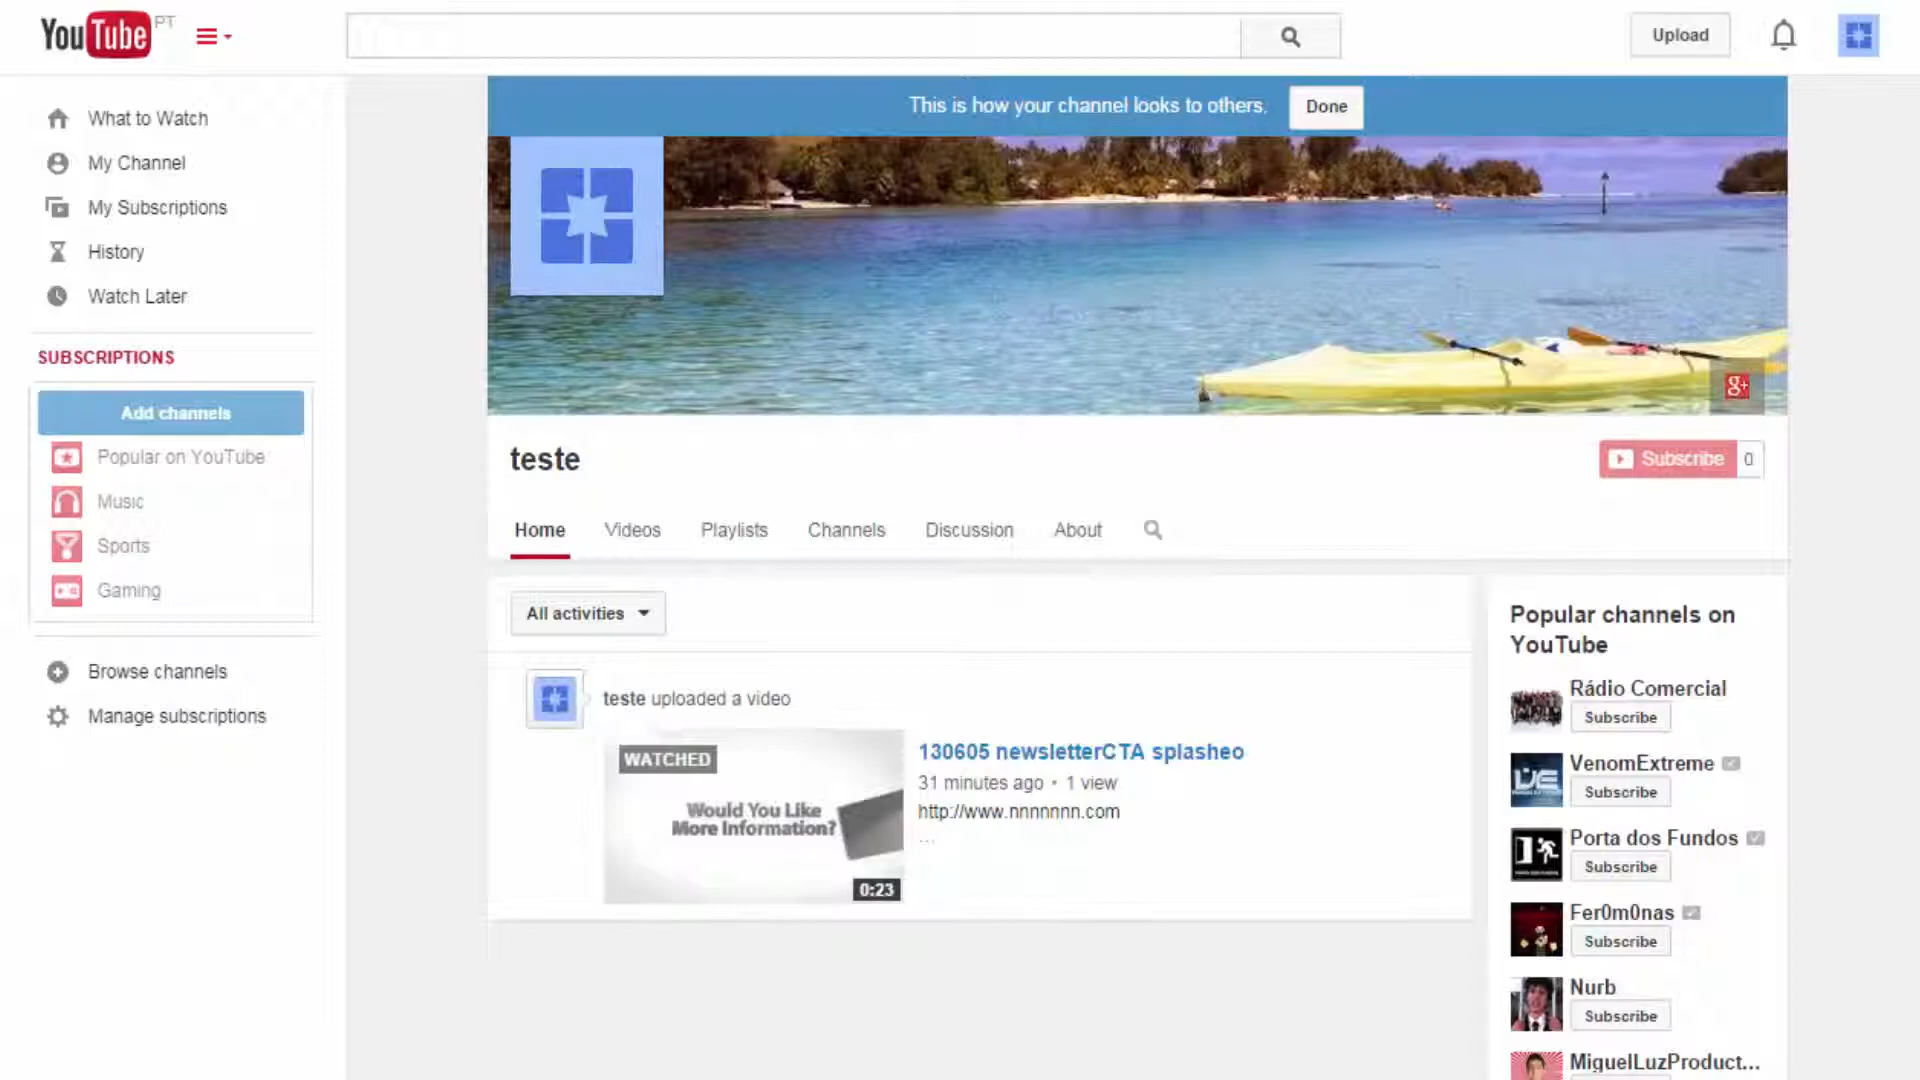 YouTube PT
Upload
What to Watch
My Channel
My Subscriptions
History
Watch Later
SUBSCRIPTIONS
Add channels
Popular on YouTube
Music
Sports
Gaming
Browse channels
Manage subscriptions
This is how your channel looks to others.
Done
g+
teste
Subscribe 0
Home Videos Playlists Channels Discussion About
All activities
teste uploaded a video
WATCHED
Would You Like
More Information?
0:23
130605 newsletterCTA splasheo
31 minutes ago • 1 view
http://www.nnnnnnn.com
...
Popular channels on
YouTube
Rádio Comercial
Subscribe
VenomExtreme
Subscribe
Porta dos Fundos
Subscribe
Fer0m0nas
Subscribe
Nurb
Subscribe
MiguelLuzProduct...